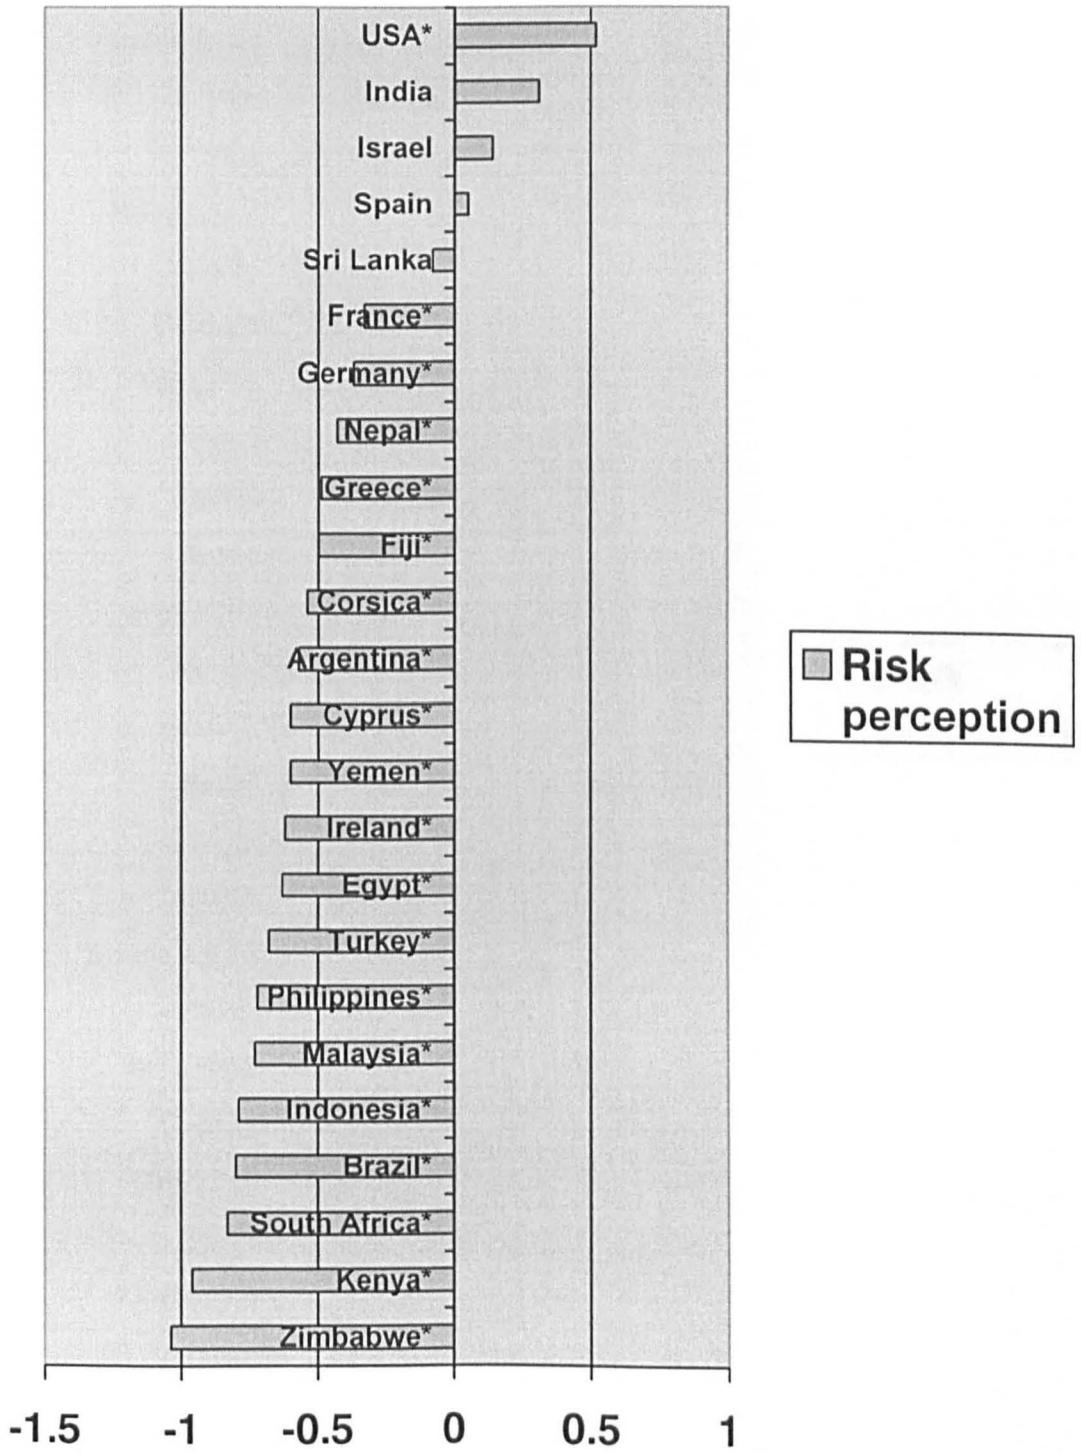 USA*
India
Israel
Spain
Sri Lanka
France*
Germany*
Nepal*
Greece*
Fiji*
Corsica*
Argentina*
Cyprus*
Yemen*
Ireland*
Egypt*
Turkey*
Philippines*
Malaysia*
Indonesia*
Brazil*
South Africa*
Kenya*
Zimbabwe*
-1.5 -1 -0.5 0 0.5 1
Risk
perception